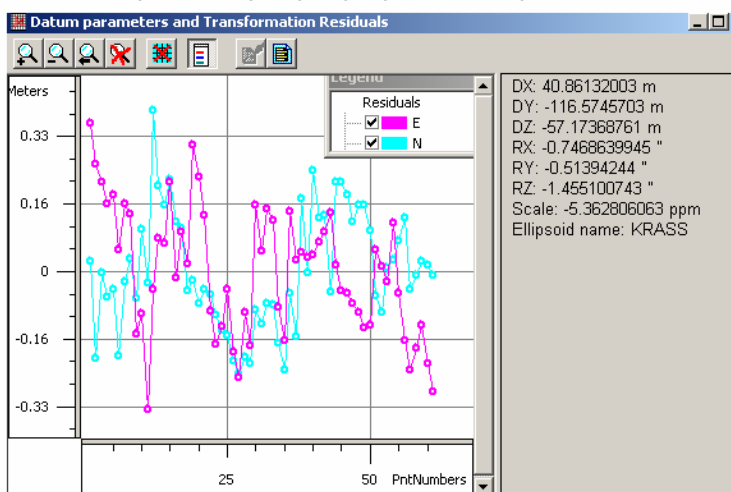 Datum parameters and Transformation Residuals
Meters
Legend
Residuals
E
N
0.33
0.16
0
-0.16
-0.33
25
50
PntNumbers
DX: 40.86132003 m
DY: -116.5745703 m
DZ: -57.17368761 m
RX: -0.7468639945 "
RY: -0.51394244 "
RZ: -1.455100743 "
Scale: -5.362806063 ppm
Ellipsoid name: KRASS